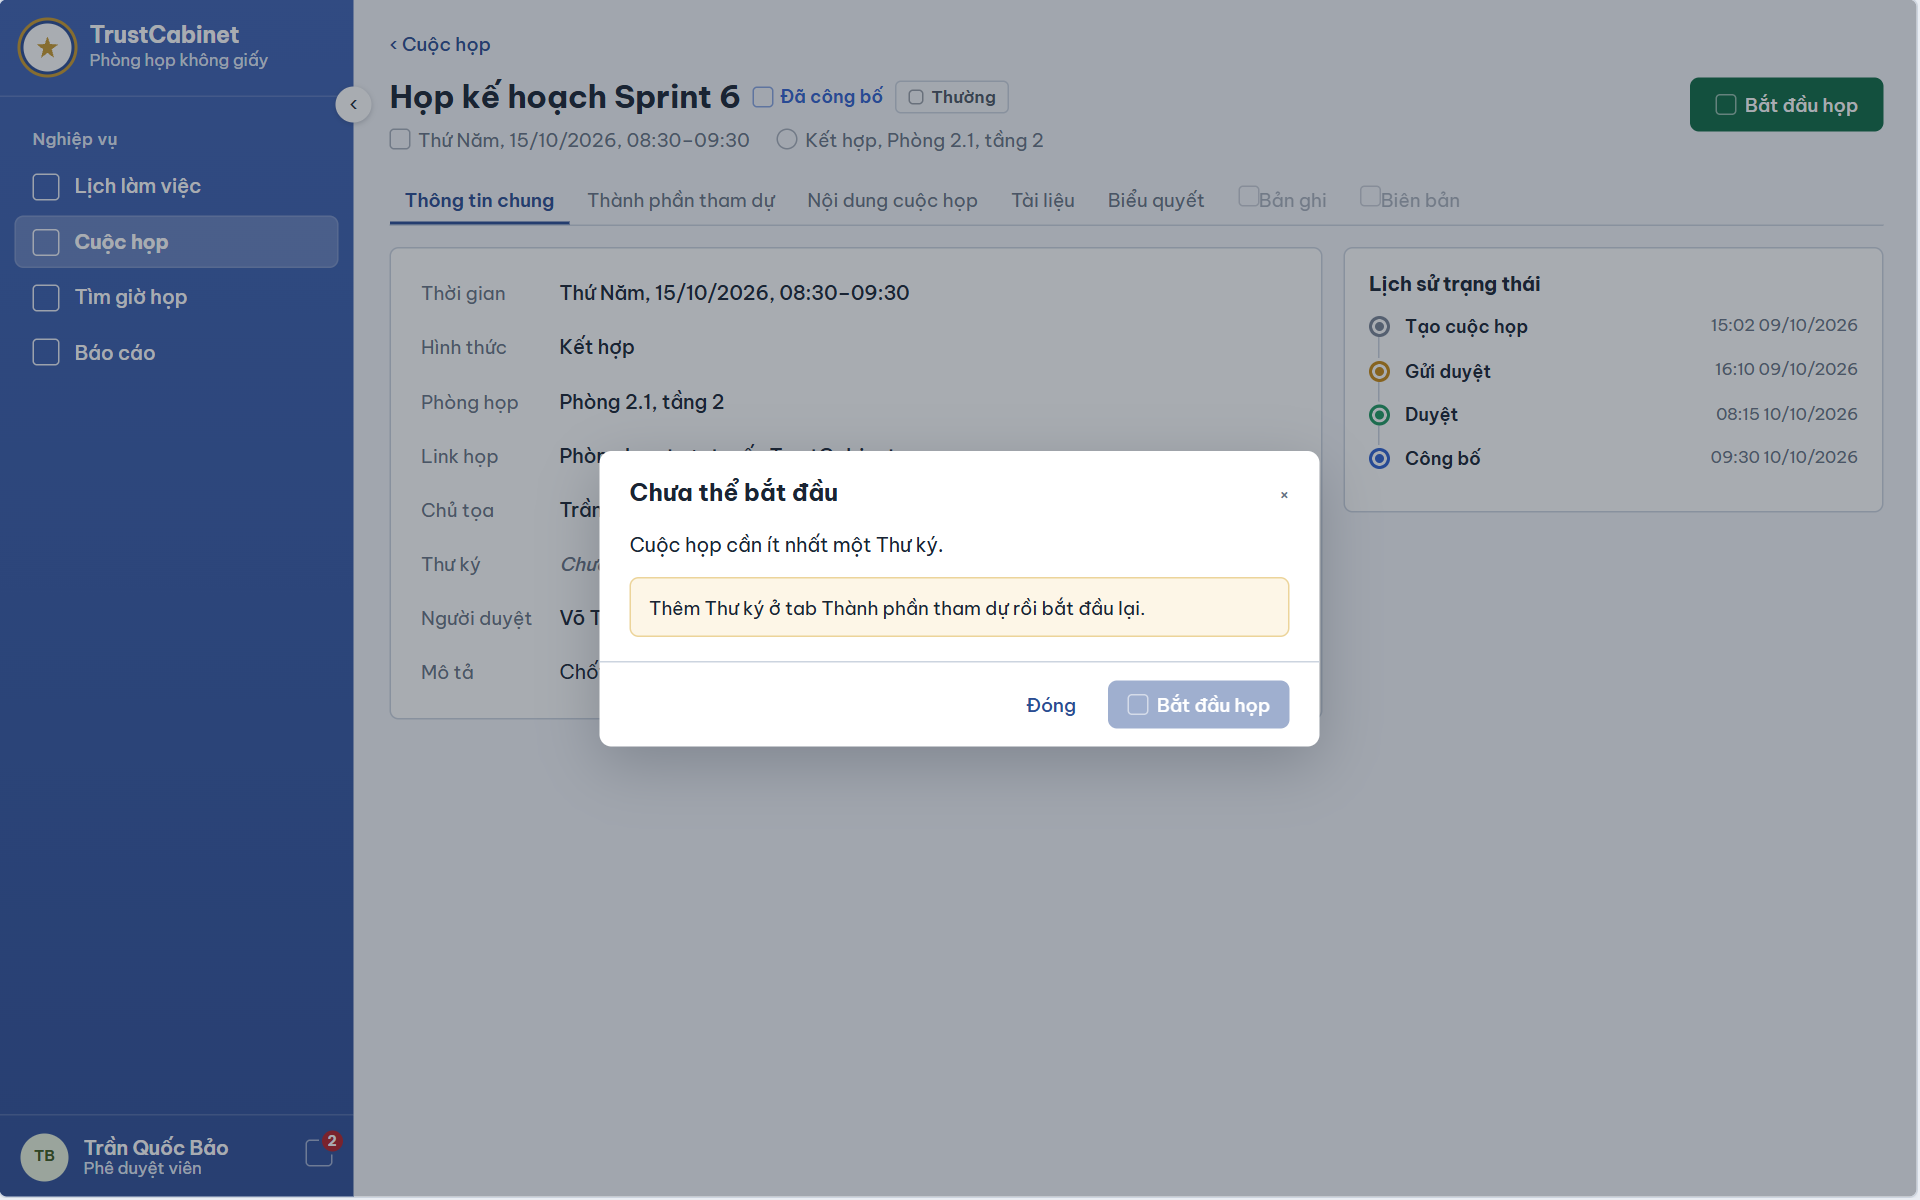 TrustCabinet
Phòng họp không giấy
Nghiệp vụ
Lịch làm việc
Cuộc họp
Tìm giờ họp
Báo cáo
TB
Trần Quốc Bảo
Phê duyệt viên
2
‹ Cuộc họp
Họp kế hoạch Sprint 6
Đã công bố
Thường
Bắt đầu họp
Thứ Năm, 15/10/2026, 08:30–09:30
Kết hợp, Phòng 2.1, tầng 2
Thông tin chung
Thành phần tham dự
Nội dung cuộc họp
Tài liệu
Biểu quyết
Bản ghi
Biên bản
Thời gian
Thứ Năm, 15/10/2026, 08:30–09:30
Hình thức
Kết hợp
Phòng họp
Phòng 2.1, tầng 2
Link họp
Chủ tọa
Trần
Thư ký
Người duyệt
Võ
Mô tả
Lịch sử trạng thái
Tạo cuộc họp
15:02 09/10/2026
Gửi duyệt
16:10 09/10/2026
Duyệt
08:15 10/10/2026
Công bố
09:30 10/10/2026
Chưa thể bắt đầu
×
Cuộc họp cần ít nhất một Thư ký.
Thêm Thư ký ở tab Thành phần tham dự rồi bắt đầu lại.
Đóng
Bắt đầu họp